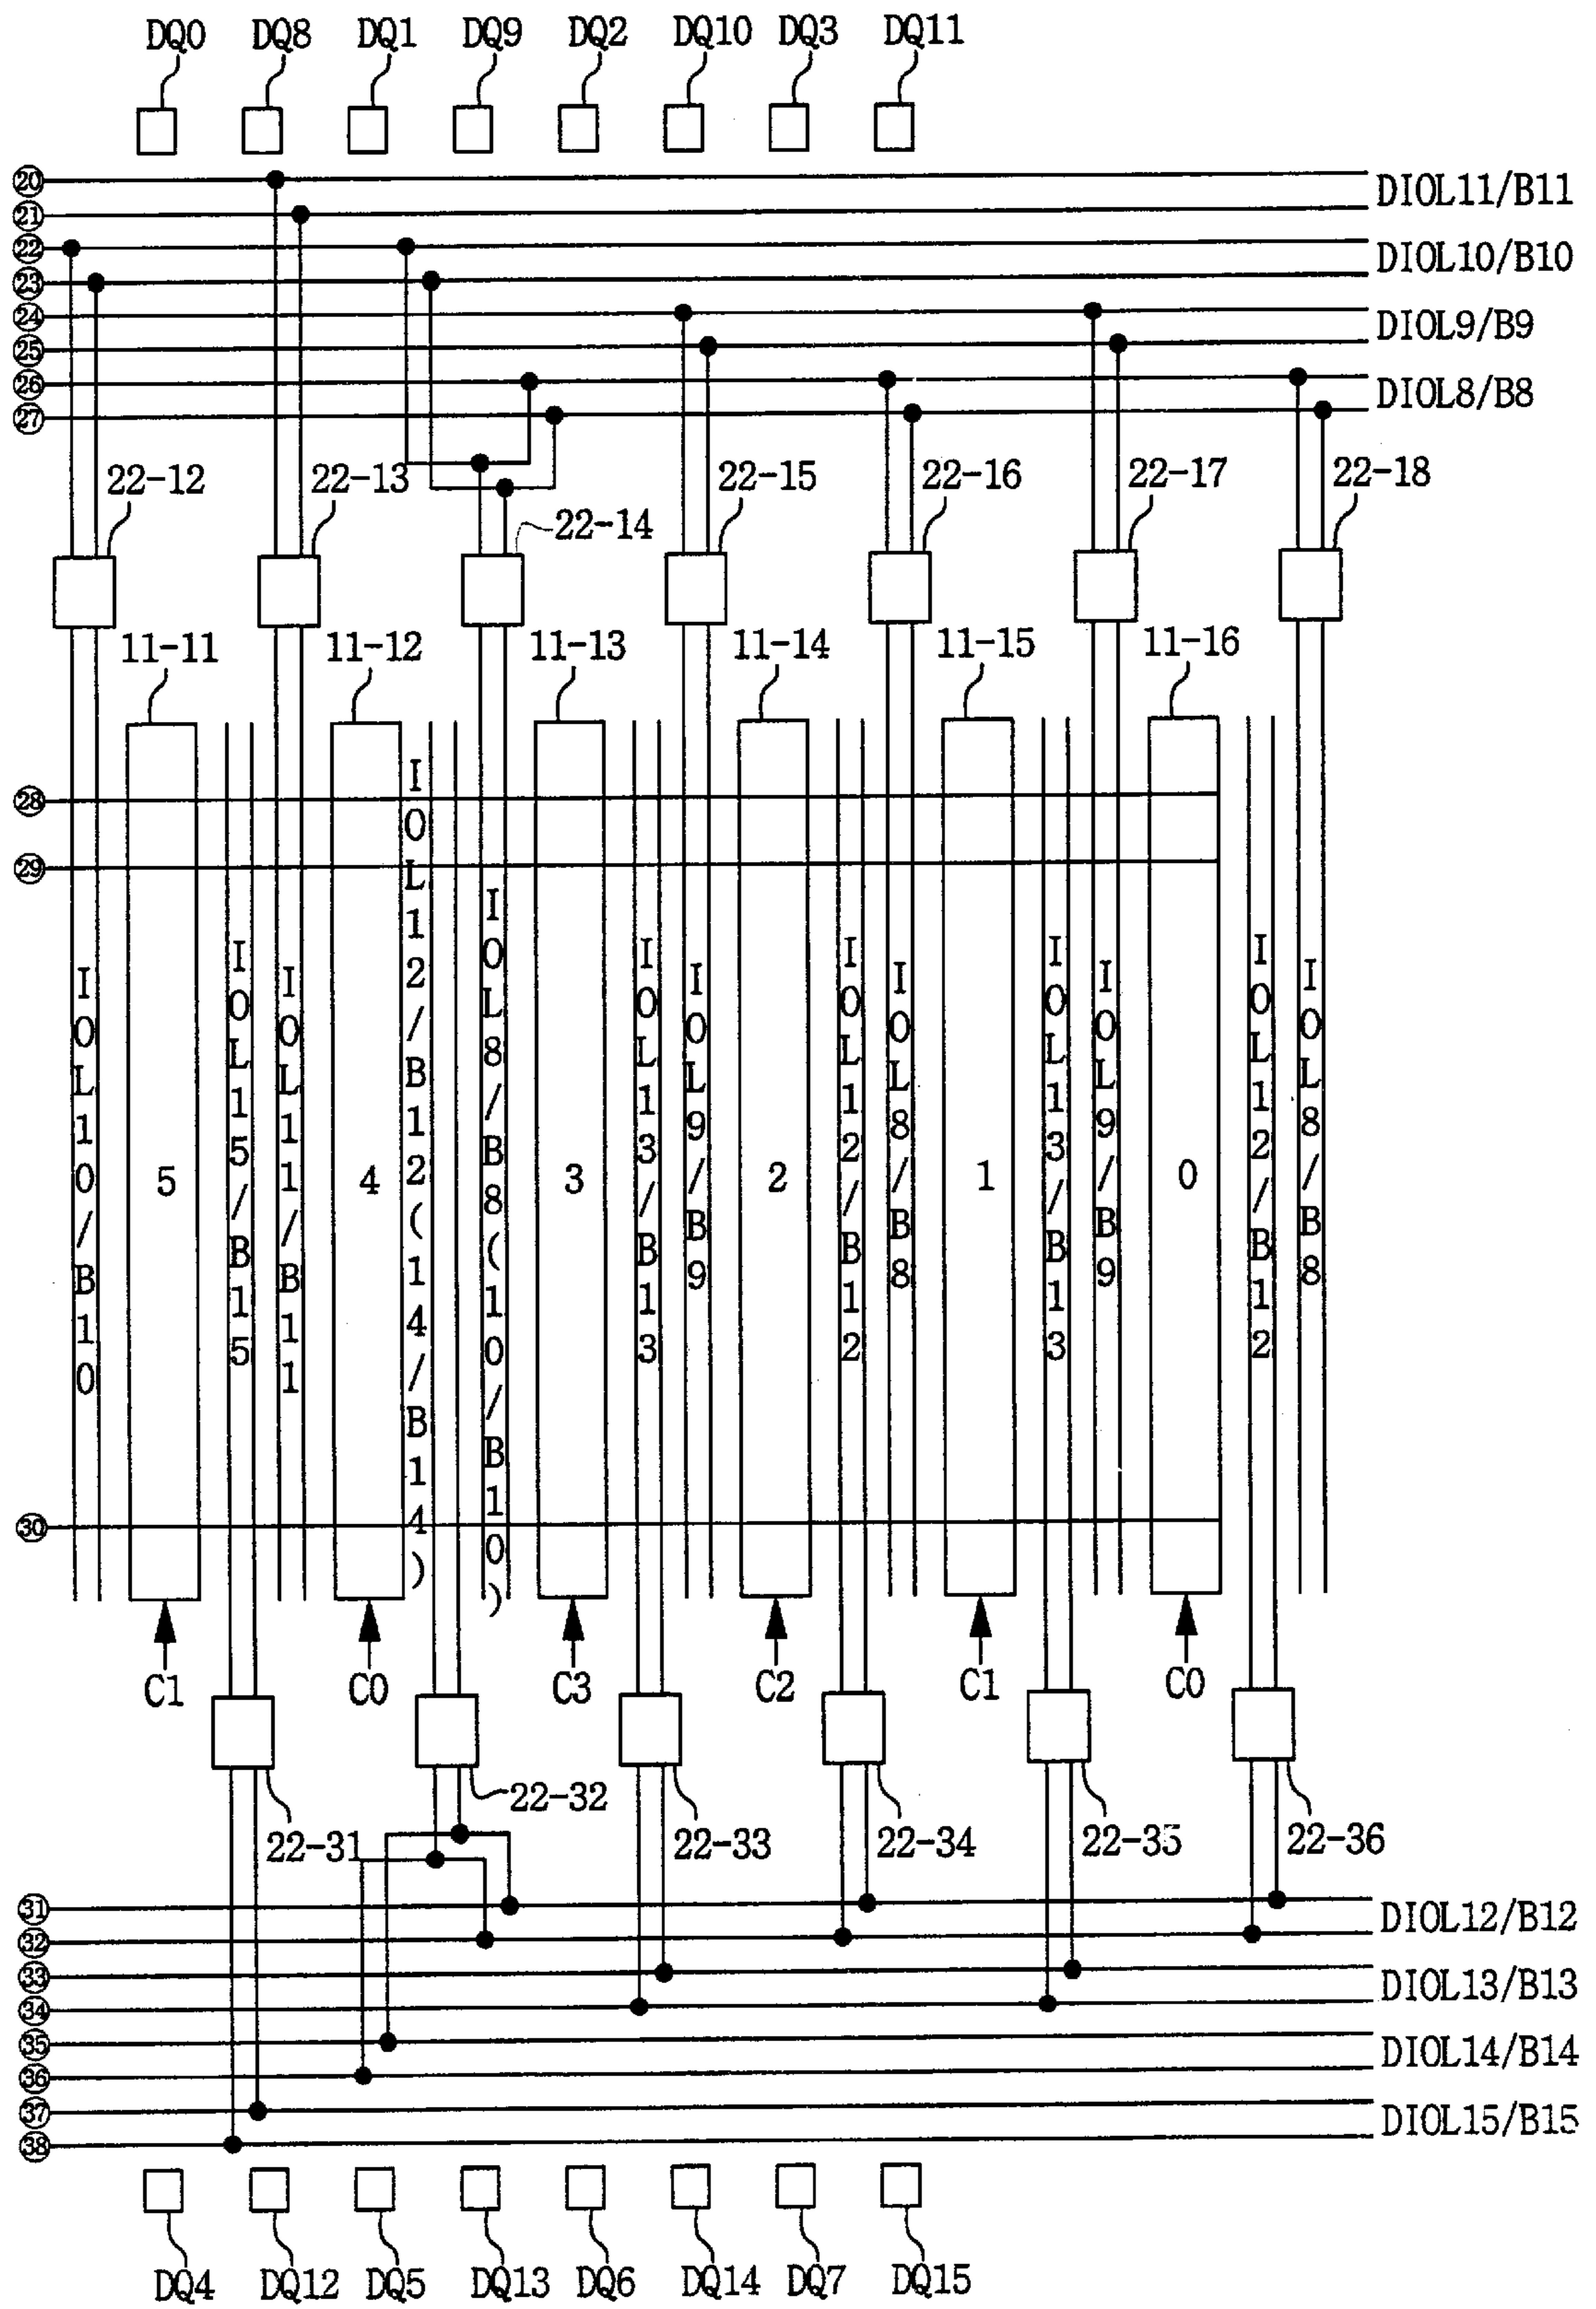 DQ0 DQ8 DQ1 DQ9 DQ2 DQ10 DQ3 DQ11
20
DIOL11/B11
21
22
DIOL10/B10
23
24
DIOL9/B9
25
26
DIOL8/B8
27
22-12 22-13 22-15 22-16 22-17 22-18
22-14
11-11 11-12 11-13 11-14 11-15 11-16
28
29
30
IOL10/B10
5
IOL15/B15
IOL11/B11
4
IOL12/B12(14/B14)
IOL8/B8(10/B10)
3
IOL13/B13
IOL9/B9
2
IOL12/B12
IOL8/B8
1
IOL13/B13
IOL9/B9
0
IOL12/B12
IOL8/B8
C1 C0 C3 C2 C1 C0
22-32
22-31 22-33 22-34 22-35 22-36
31
DIOL12/B12
32
33
DIOL13/B13
34
35
DIOL14/B14
36
37
DIOL15/B15
38
DQ4 DQ12 DQ5 DQ13 DQ6 DQ14 DQ7 DQ15